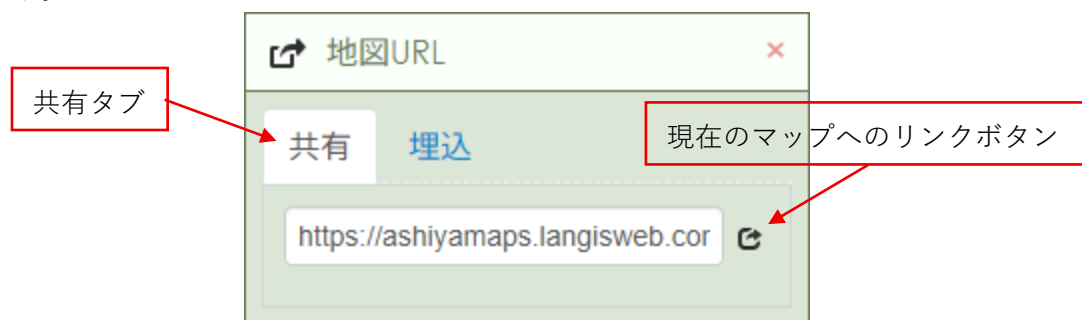 地図URL
×
共有タブ
現在のマップへのリンクボタン
共有
埋込
https://ashiyamaps.langisweb.cor